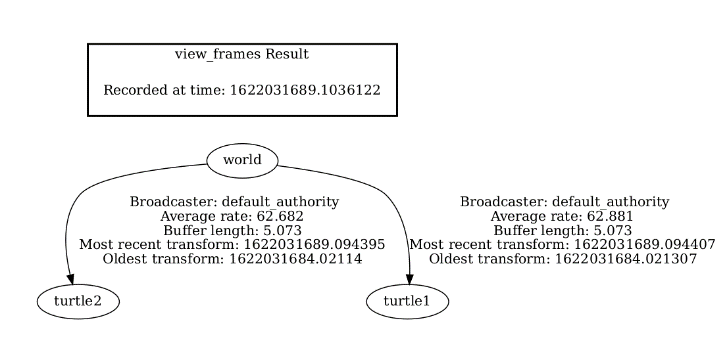 view_frames Result
Recorded at time: 1622031689.1036122
world
Broadcaster: default_authority
Average rate: 62.682
Buffer length: 5.073
Most recent transform: 1622031689.094395
Oldest transform: 1622031684.02114
Broadcaster: default_authority
Average rate: 62.881
Buffer length: 5.073
Most recent transform: 1622031689.094407
Oldest transform: 1622031684.021307
turtle2
turtle1